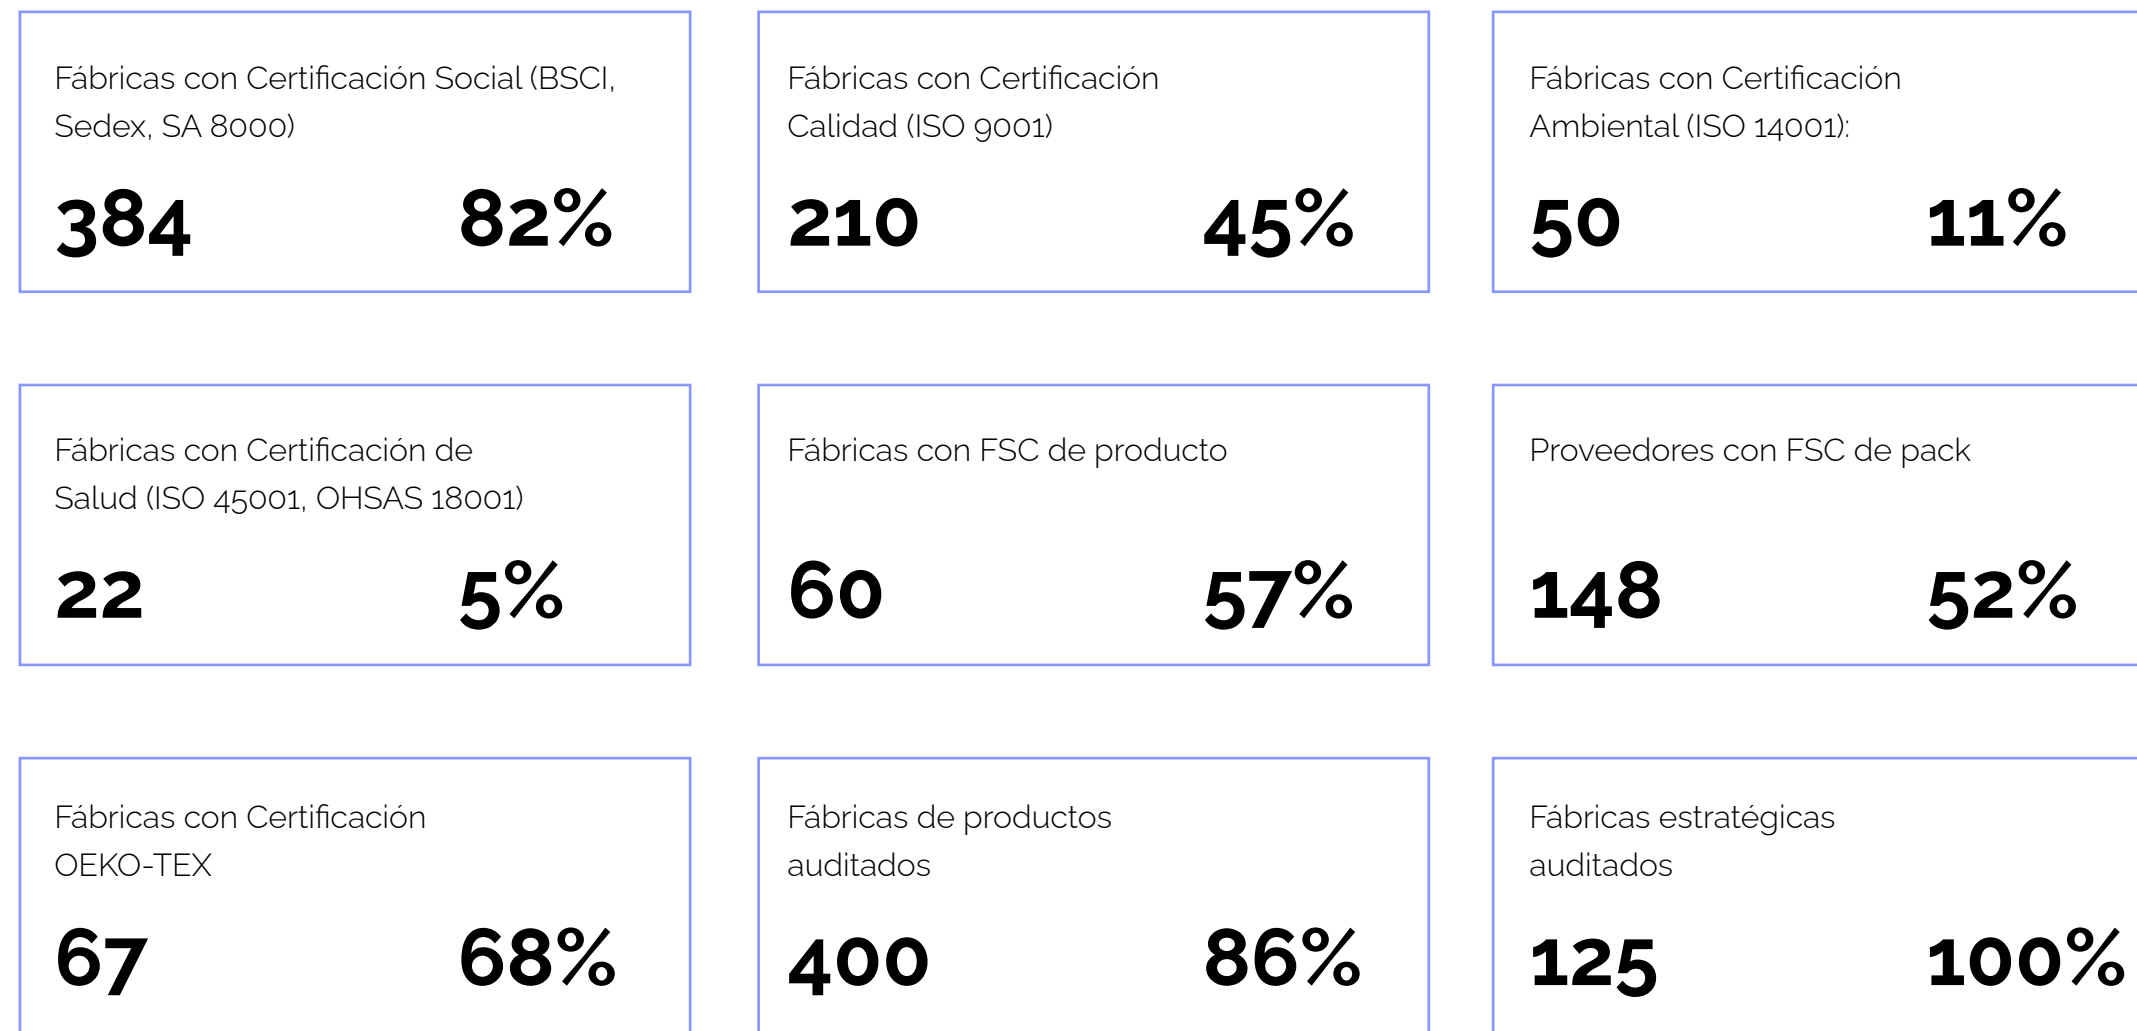 Fábricas con Certificación Social (BSCI,
Sedex, SA 8000)
384 82%
Fábricas con Certificación
Calidad (ISO 9001)
210 45%
Fábricas con Certificación
Ambiental (ISO 14001):
50 11%
Fábricas con Certificación de
Salud (ISO 45001, OHSAS 18001)
22 5%
Fábricas con FSC de producto
60 57%
Proveedores con FSC de pack
148 52%
Fábricas con Certificación
OEKO-TEX
67 68%
Fábricas de productos
auditados
400 86%
Fábricas estratégicas
auditados
125 100%